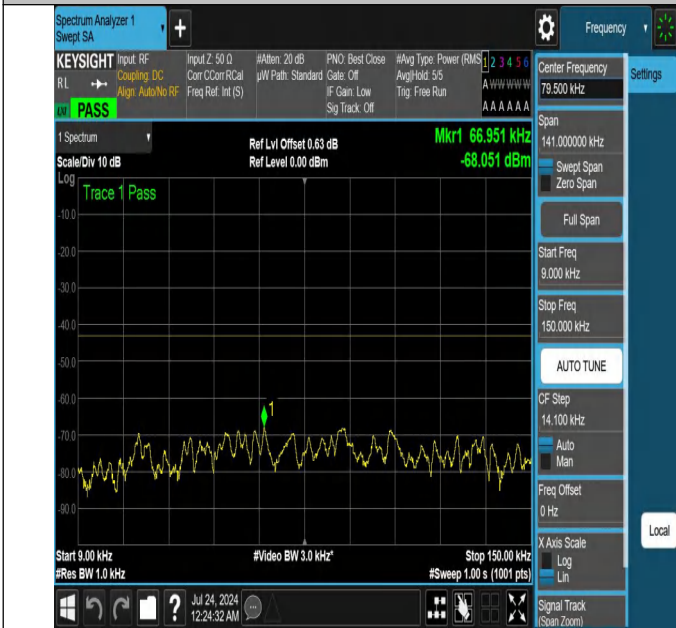 Spectrum Analyzer 1
Swept SA
+
Frequency
KEYSIGHT
RL
PASS
Input: RF
Coupling: DC
Align: Auto/No RF
Input Z: 50 Ω
Corr CCorr RCal
Freq Ref: Int (S)
#Atten: 20 dB
µW Path: Standard
PNO: Best Close
Gate: Off
IF Gain: Low
Sig Track: Off
#Avg Type: Power (RMS
Avg|Hold: 5/5
Trig: Free Run
1 2 3 4 5 6
A W W W W W
A A A A A A
1 Spectrum
Scale/Div 10 dB
Log
Ref Lvl Offset 0.63 dB
Ref Level 0.00 dBm
Mkr1 66.951 kHz
-68.051 dBm
Trace 1 Pass
-10.0
-20.0
-30.0
-40.0
-50.0
-60.0
-70.0
-80.0
-90.0
1
Start 9.00 kHz
#Res BW 1.0 kHz
#Video BW 3.0 kHz*
Stop 150.00 kHz
#Sweep 1.00 s (1001 pts)
?
Jul 24, 2024
12:24:32 AM
Center Frequency
79.500 kHz
Span
141.000000 kHz
Swept Span
Zero Span
Full Span
Start Freq
9.000 kHz
Stop Freq
150.000 kHz
AUTO TUNE
CF Step
14.100 kHz
Auto
Man
Freq Offset
0 Hz
X Axis Scale
Log
Lin
Signal Track
(Span Zoom)
Settings
Local